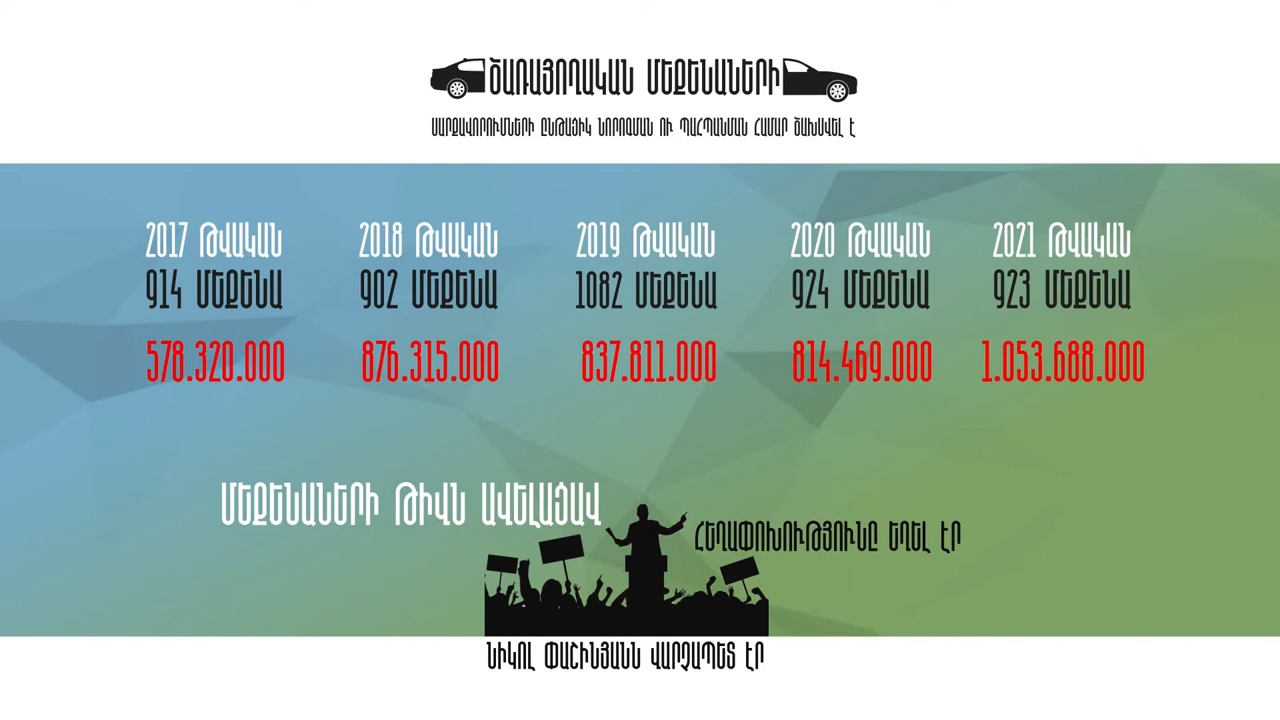 ԾԱՌԱՅՈՂԱԿԱՆ ՄԵՔԵՆԱՆԵՐԻ
ՍԱՐՔԱՎՈՐՈՒՄՆԵՐԻ ԸՆԹԱՑԻԿ ՆՈՐՈԳՄԱՆ ՈՒ ՊԱՀՊԱՆՄԱՆ ՀԱՄԱՐ ԾԱԽՍՎԵԼ Է
2017 ԹՎԱԿԱՆ
914 ՄԵՔԵՆԱ
578.320.000
2018 ԹՎԱԿԱՆ
902 ՄԵՔԵՆԱ
876.315.000
2019 ԹՎԱԿԱՆ
1082 ՄԵՔԵՆԱ
837.811.000
2020 ԹՎԱԿԱՆ
924 ՄԵՔԵՆԱ
814.469.000
2021 ԹՎԱԿԱՆ
923 ՄԵՔԵՆԱ
1.053.688.000
ՄԵՔԵՆԱՆԵՐԻ ԹԻՎՆ ԱՎԵԼԱՑԱՎ
ՀԵՂԱՓՈԽՈՒԹՅՈՒՆԸ ԵՂԵԼ ԷՐ
ՆԻԿՈԼ ՓԱՇԻՆՅԱՆՆ ՎԱՐՉԱՊԵՏ ԷՐ